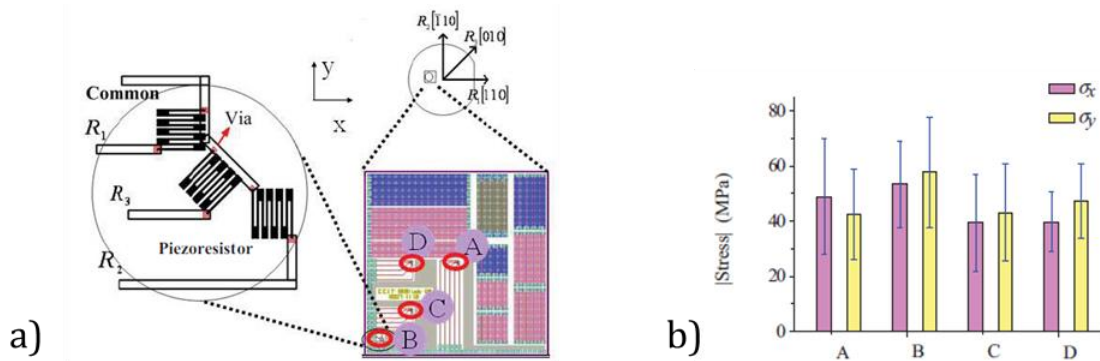 a)
Common
R₁
Via
R₃
Piezoresistor
R₂
y
x
R₂[1̅10]
R₃[010]
R₁[110]
D
A
C
B
b)
σx
σy
|Stress| (MPa)
80
60
40
20
0
A
B
C
D